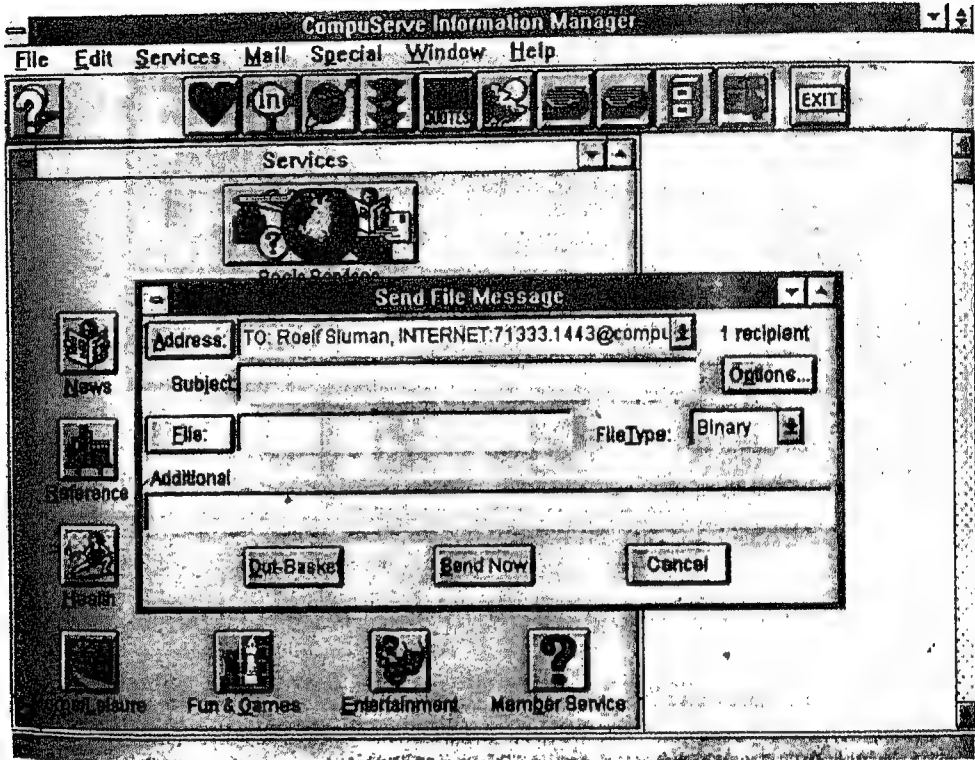 CompuServe Information Manager
File Edit Services Mail Special Window Help
In QUOTES EXIT
Services
Send File Message
Address: TO: Roelf Sluman, INTERNET:71333.1443@compu 1 recipient
Subject: Options...
File: FileType: Binary
Additional
Out-Basket Send Now Cancel
News
Reference
Health
Fun & Games Entertainment Member Service